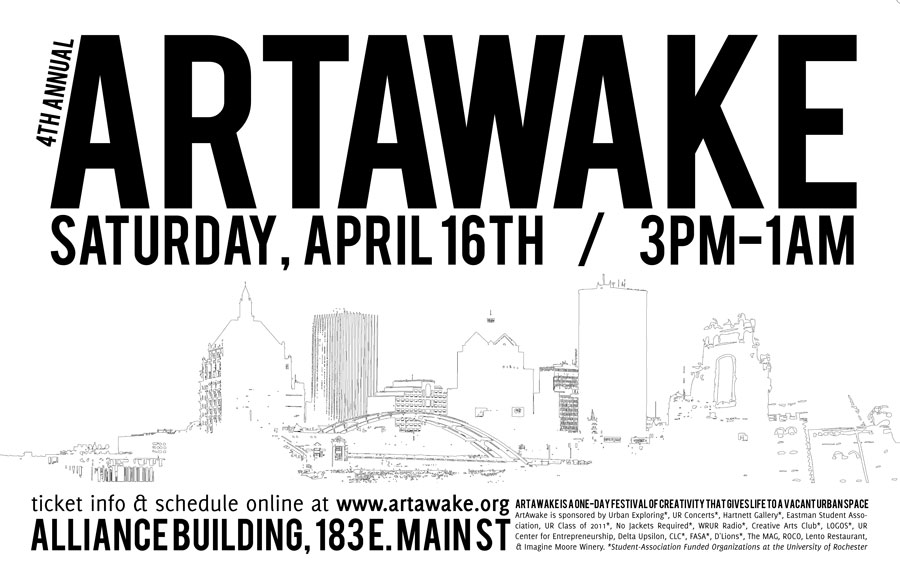 4TH ANNUAL
ARTAWAKE
SATURDAY, APRIL 16TH / 3PM-1AM
ticket info & schedule online at www.artawake.org
ALLIANCE BUILDING, 183 E. MAIN ST
ARTAWAKE IS A ONE-DAY FESTIVAL OF CREATIVITY THAT GIVES LIFE TO A VACANT URBAN SPACE
ArtAwake is sponsored by Urban Exploring*, UR Concerts*, Hartnett Gallery*, Eastman Student Asso-
ciation, UR Class of 2011*, No Jackets Required*, WRUR Radio*, Creative Arts Club*, LOGOS*, UR
Center for Entrepreneurship, Delta Upsilon, CLC*, FASA*, D'Lions*, The MAG, ROCO, Lento Restaurant,
& Imagine Moore Winery. *Student-Association Funded Organizations at the University of Rochester